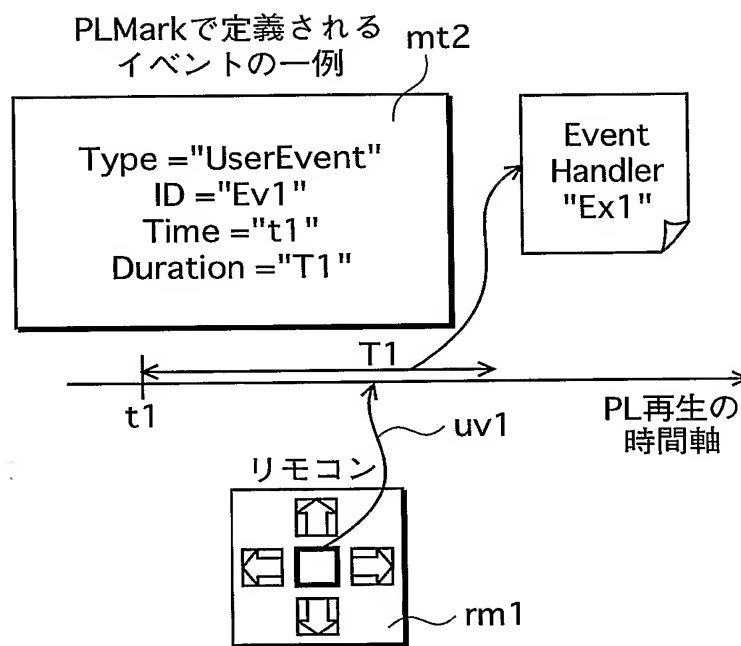 PLMarkで定義される
イベントの一例
mt2
Type ="UserEvent"
ID ="Ev1"
Time ="t1"
Duration ="T1"
Event
Handler
"Ex1"
T1
t1
PL再生の
時間軸
uv1
リモコン
rm1